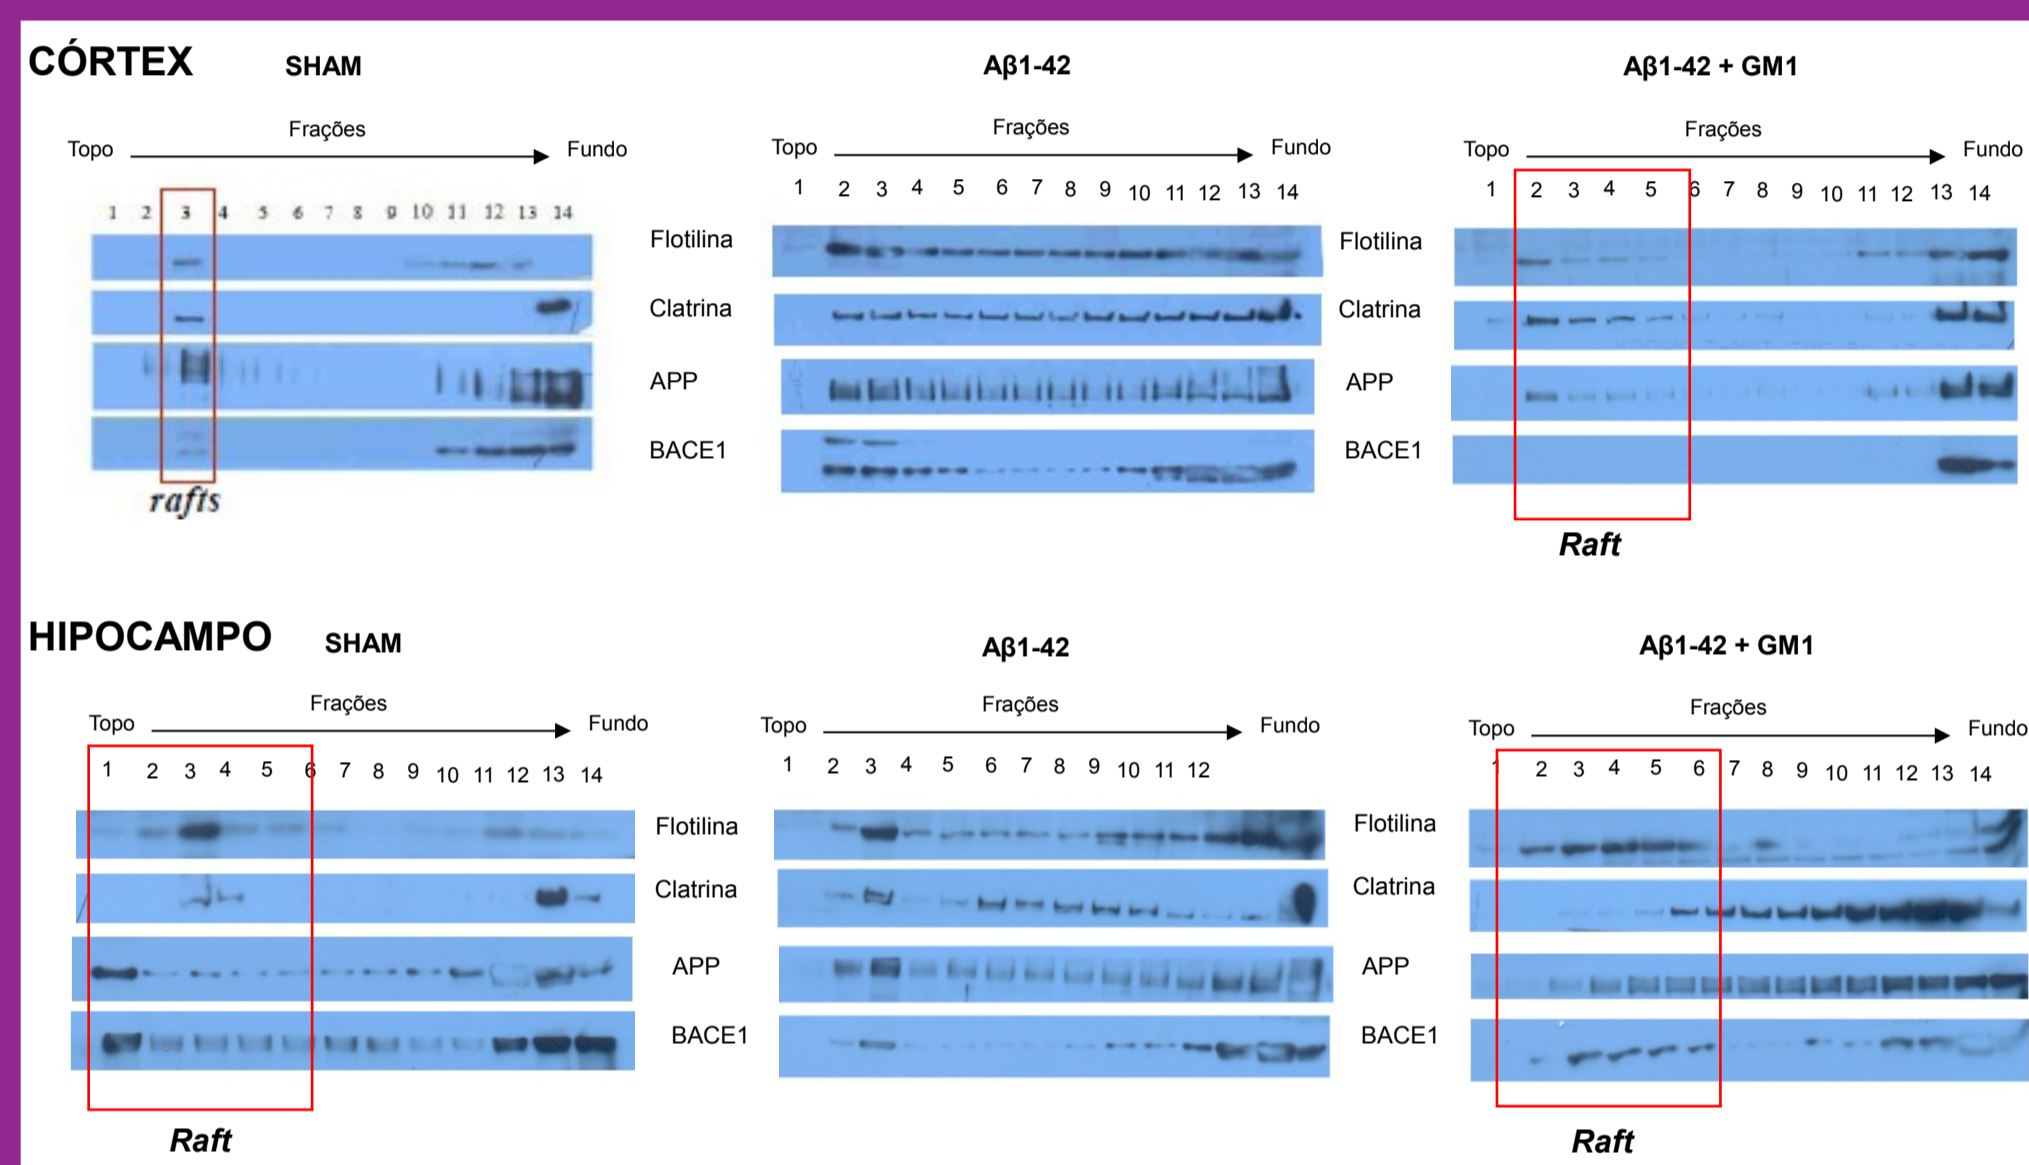 CÓRTEX
SHAM
Aβ1-42
Aβ1-42 + GM1
Frações
Frações
Frações
Topo
Fundo
Topo
Fundo
Topo
Fundo
1 2 3 4 5 6 7 8 9 10 11 12 13 14
1 2 3 4 5 6 7 8 9 10 11 12 13 14
1 2 3 4 5 6 7 8 9 10 11 12 13 14
Flotilina
Flotilina
Clatrina
Clatrina
APP
APP
BACE1
BACE1
rafts
Raft
HIPOCAMPO
SHAM
Aβ1-42
Aβ1-42 + GM1
Frações
Frações
Frações
Topo
Fundo
Topo
Fundo
Topo
Fundo
1 2 3 4 5 6 7 8 9 10 11 12 13 14
1 2 3 4 5 6 7 8 9 10 11 12
1 2 3 4 5 6 7 8 9 10 11 12 13 14
Flotilina
Flotilina
Clatrina
Clatrina
APP
APP
BACE1
BACE1
Raft
Raft